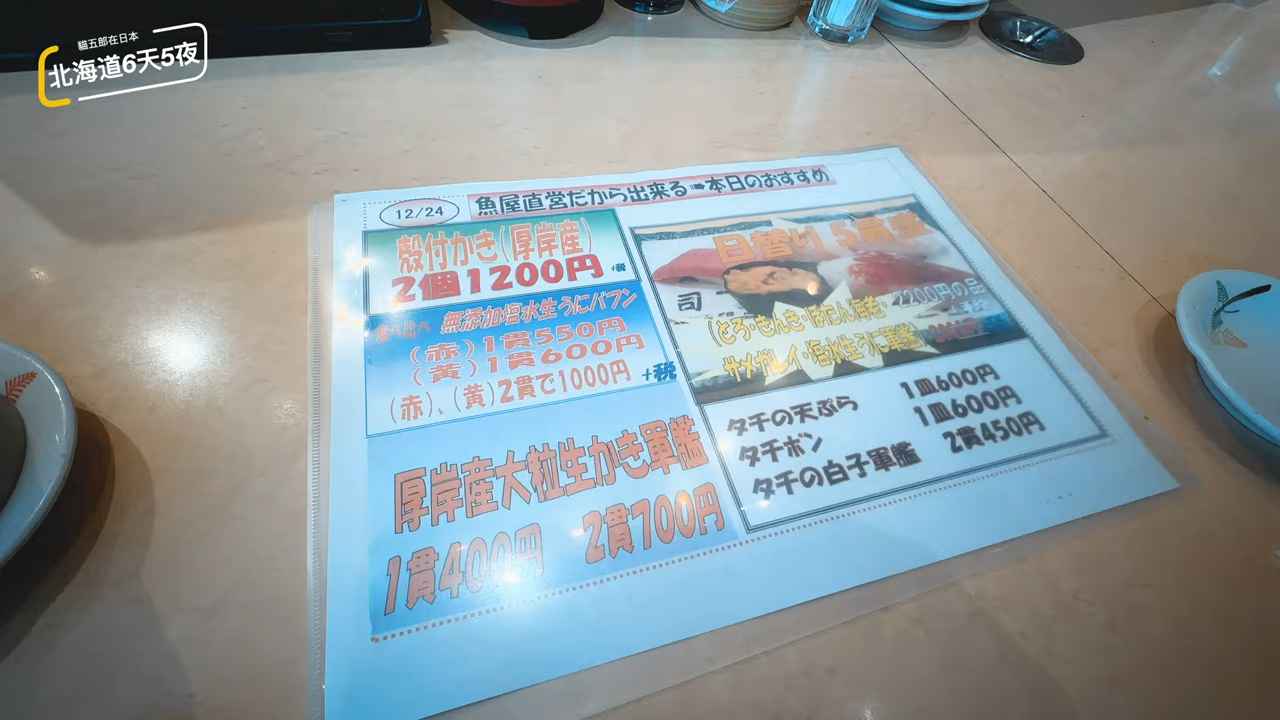 貓五郎在日本
北海道6天5夜
12/24
魚屋直営だから出来る➡本日のおすすめ
殻付かき(厚岸産)
2個1200円 +税
食べ比べ 無添加塩水生うにバフン
(赤)1貫550円
(黄)1貫600円
(赤)、(黄)2貫で1000円 +税
厚岸産大粒生かき軍艦
1貫400円 2貫700円
日替り5貫盛
司
2200円の品
(とろ・きんき・ぼたん海老
サメガレイ・塩水生うに軍艦)
タチの天ぷら 1皿600円
タチポン 1皿600円
タチの白子軍艦 2貫450円